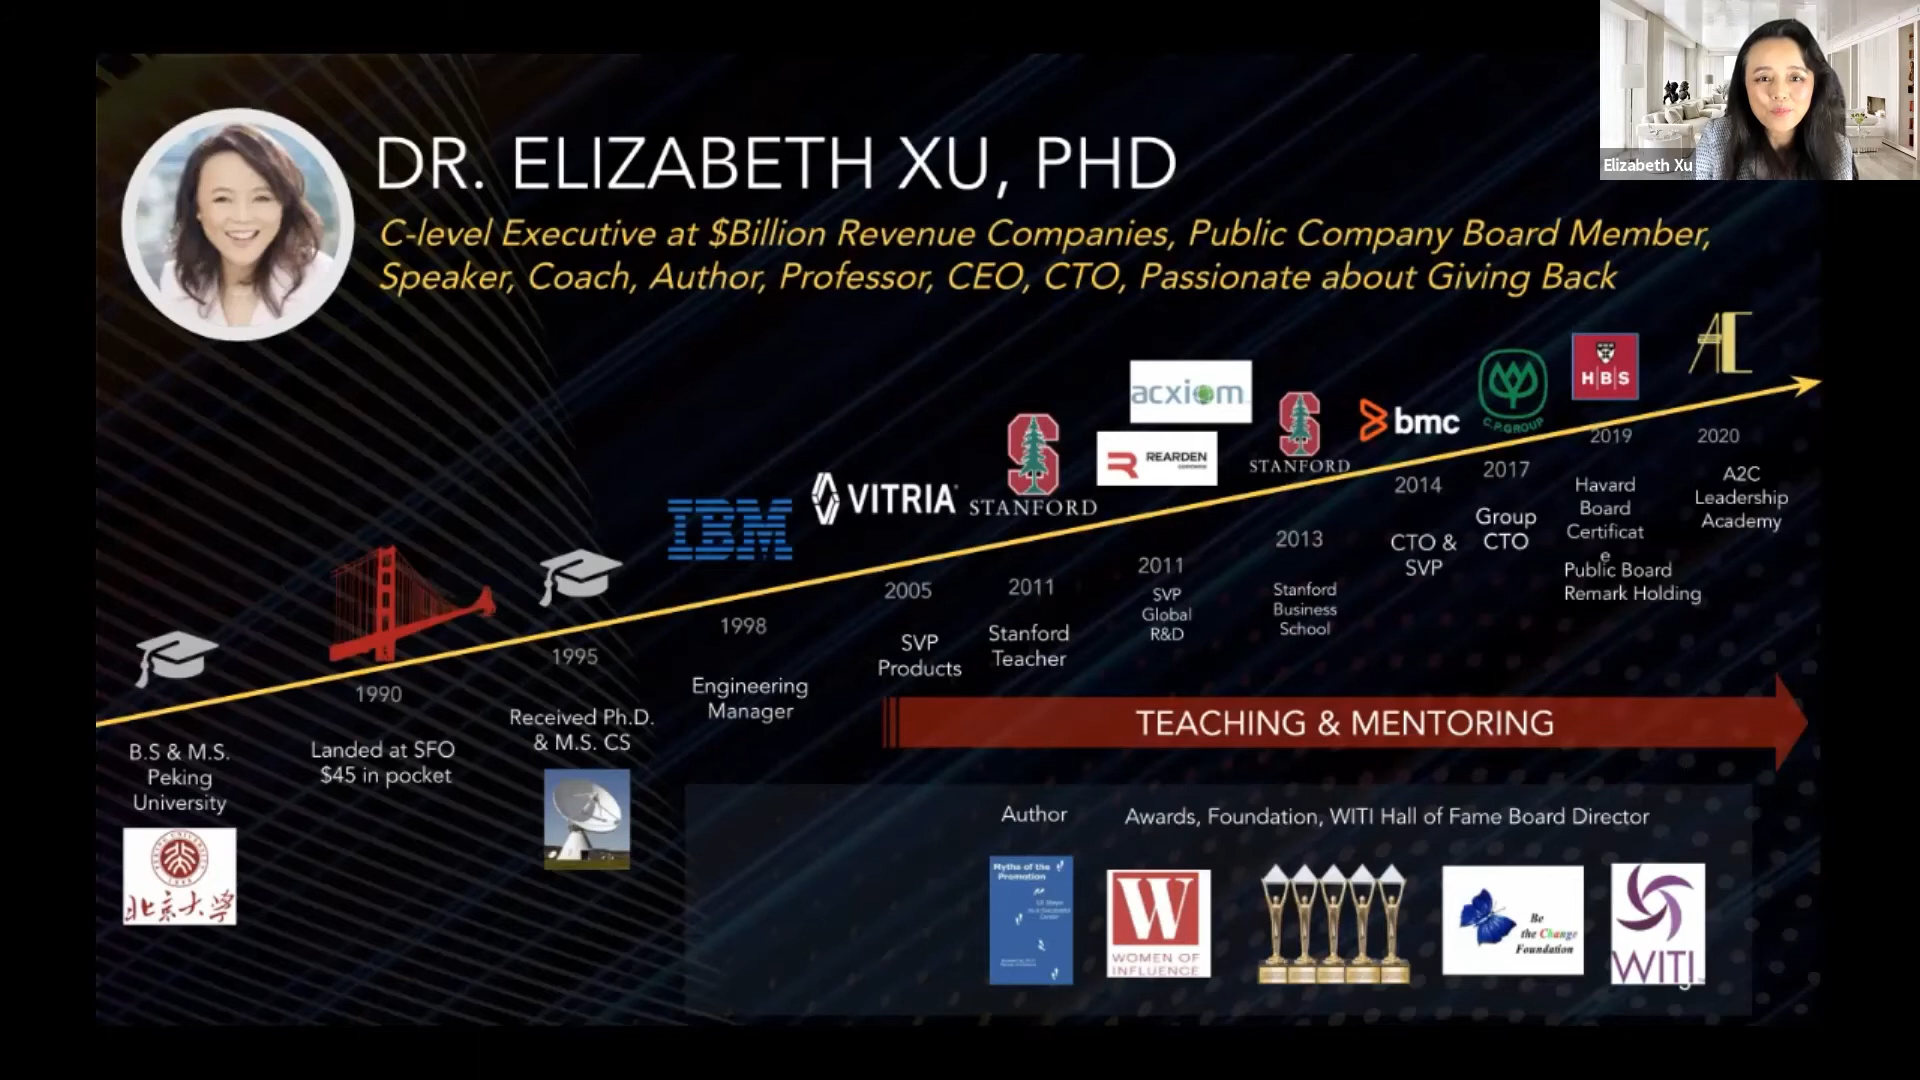 Elizabeth Xu
DR. ELIZABETH XU, PHD
C-level Executive at $Billion Revenue Companies, Public Company Board Member,
Speaker, Coach, Author, Professor, CEO, CTO, Passionate about Giving Back
B.S & M.S.
Peking
University
北京大学
1990
Landed at SFO
$45 in pocket
1995
Received Ph.D.
& M.S. CS
IBM
1998
Engineering
Manager
VITRIA
2005
SVP
Products
STANFORD
2011
Stanford
Teacher
acxiom
REARDEN
2011
SVP
Global
R&D
STANFORD
2013
Stanford
Business
School
bmc
2014
CTO &
SVP
C.P.GROUP
2017
Group
CTO
HBS
2019
Havard
Board
Certificat
e
Public Board
Remark Holding
2020
A2C
Leadership
Academy
TEACHING & MENTORING
Author
Awards, Foundation, WITI Hall of Fame Board Director
Myths of the
Promotion
W
WOMEN OF
INFLUENCE
Be
the Change
Foundation
WITI